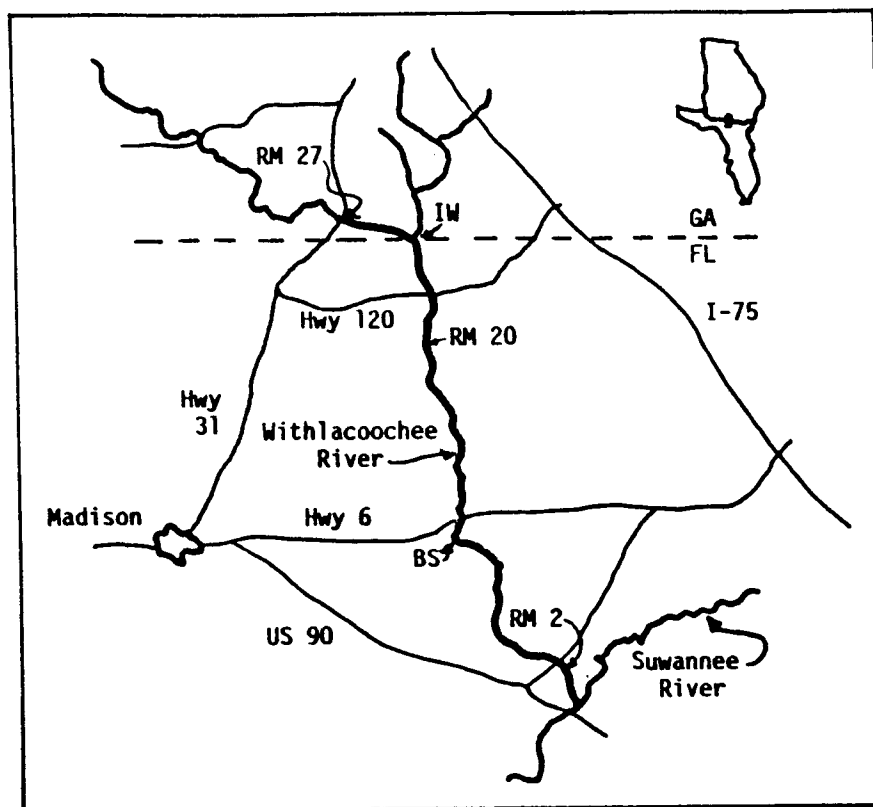 RM 27
IW
GA
FL
Hwy 120
I-75
RM 20
Hwy
31
Withlacoochee
River
Madison
Hwy 6
BS
RM 2
US 90
Suwannee
River